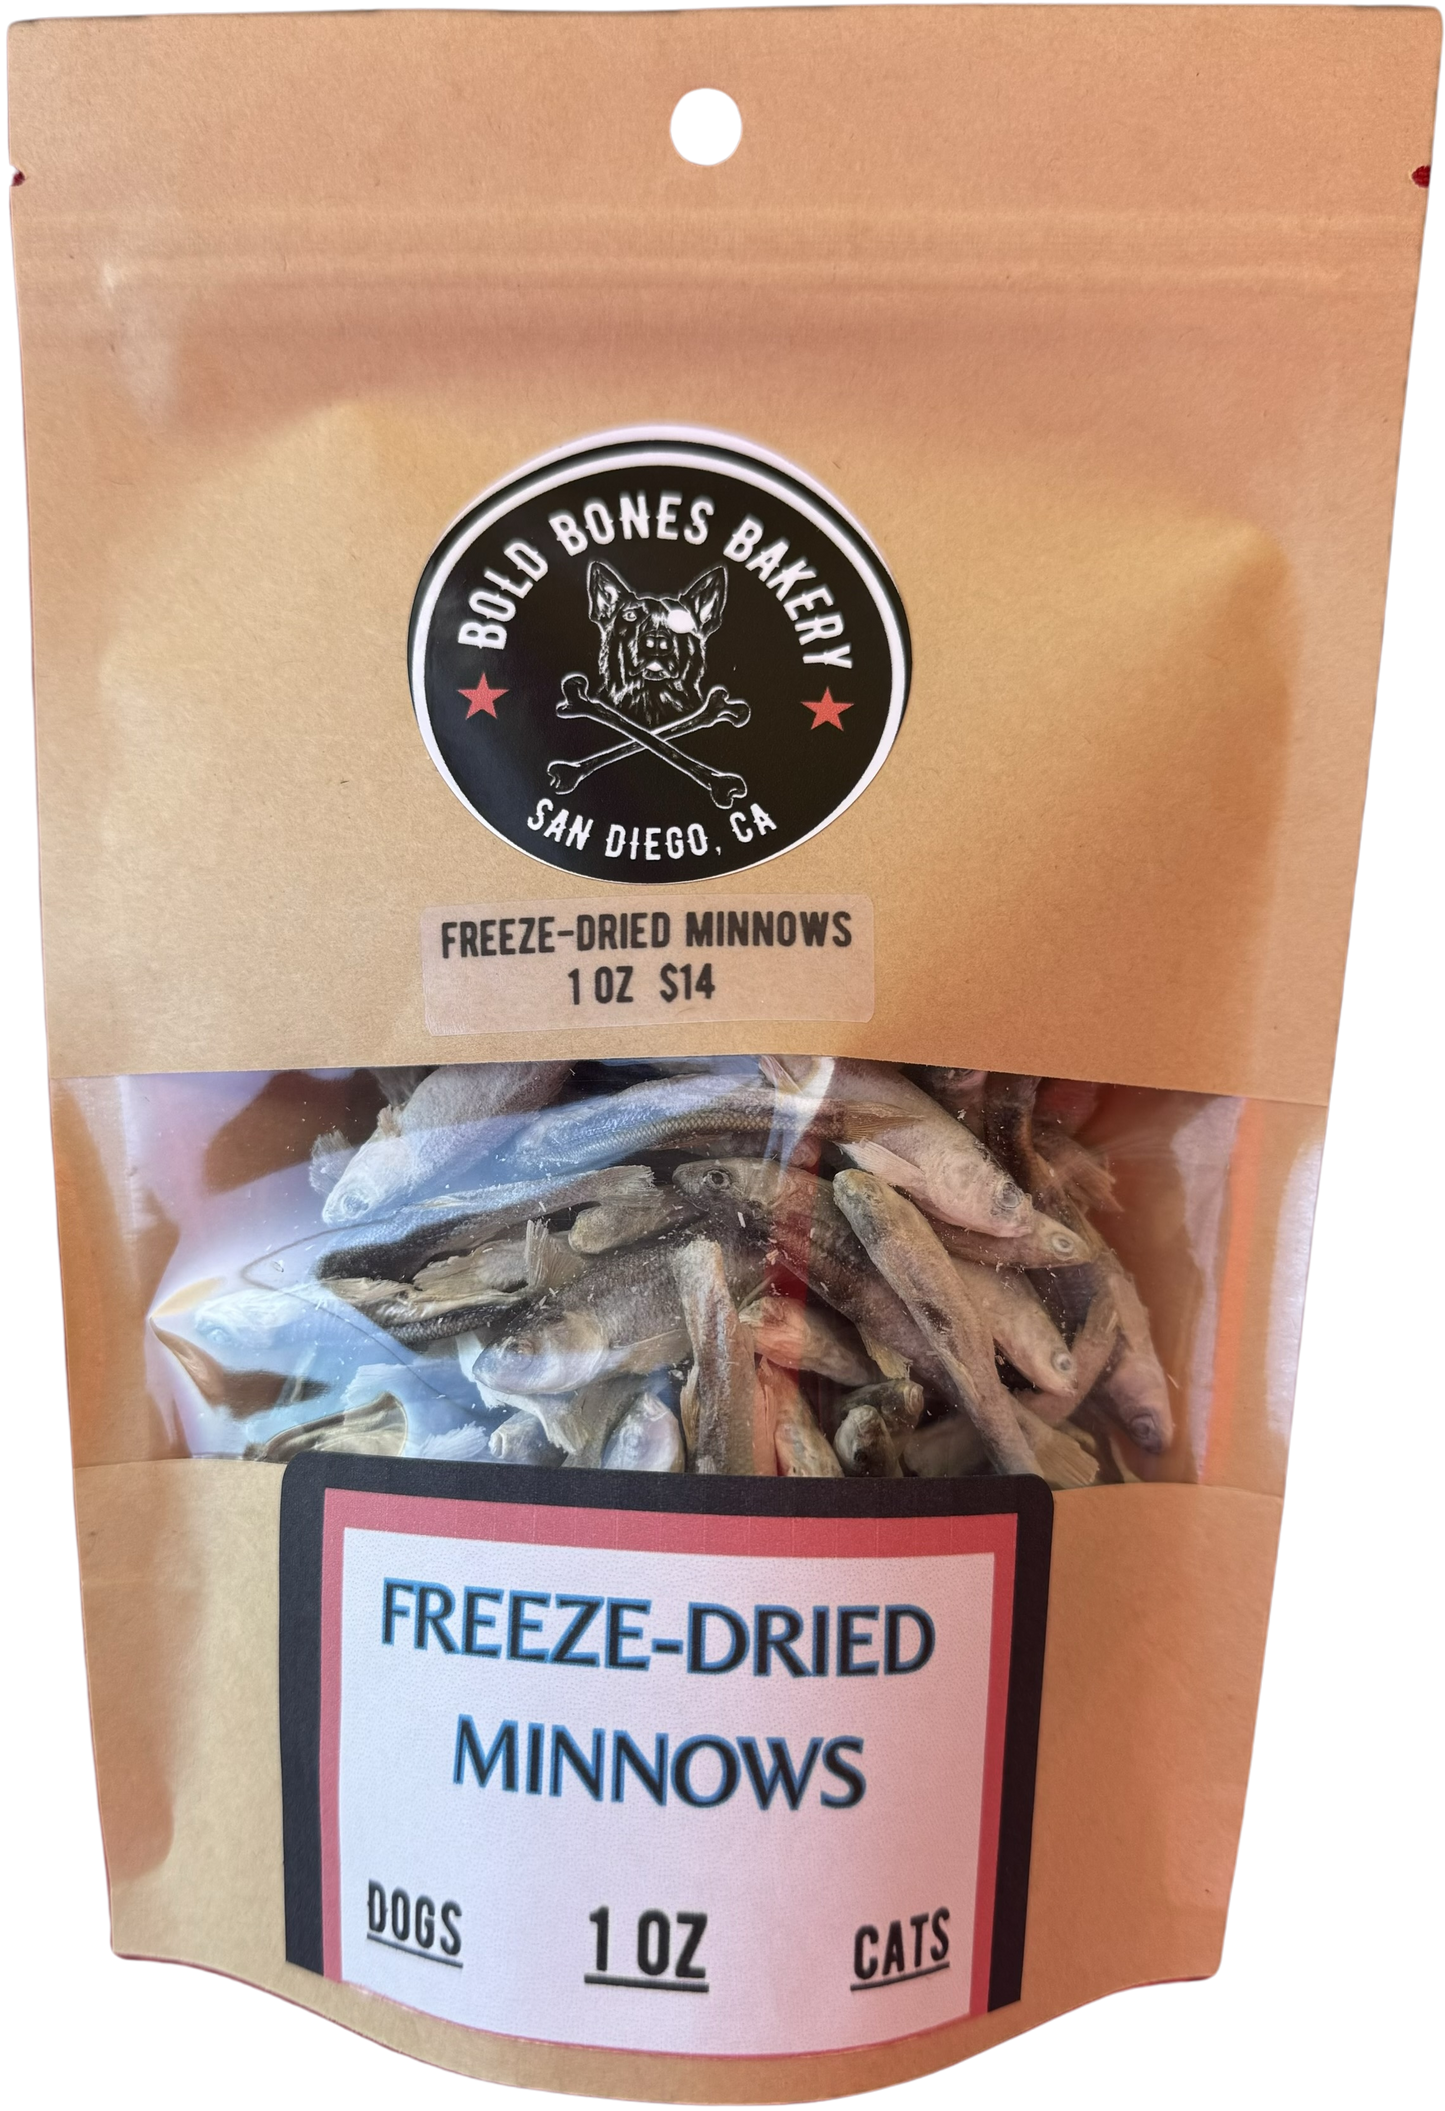 BOLD BONES BAKERY
SAN DIEGO, CA
FREEZE-DRIED MINNOWS
1 OZ $14
FREEZE-DRIED
MINNOWS
DOGS 1 OZ CATS